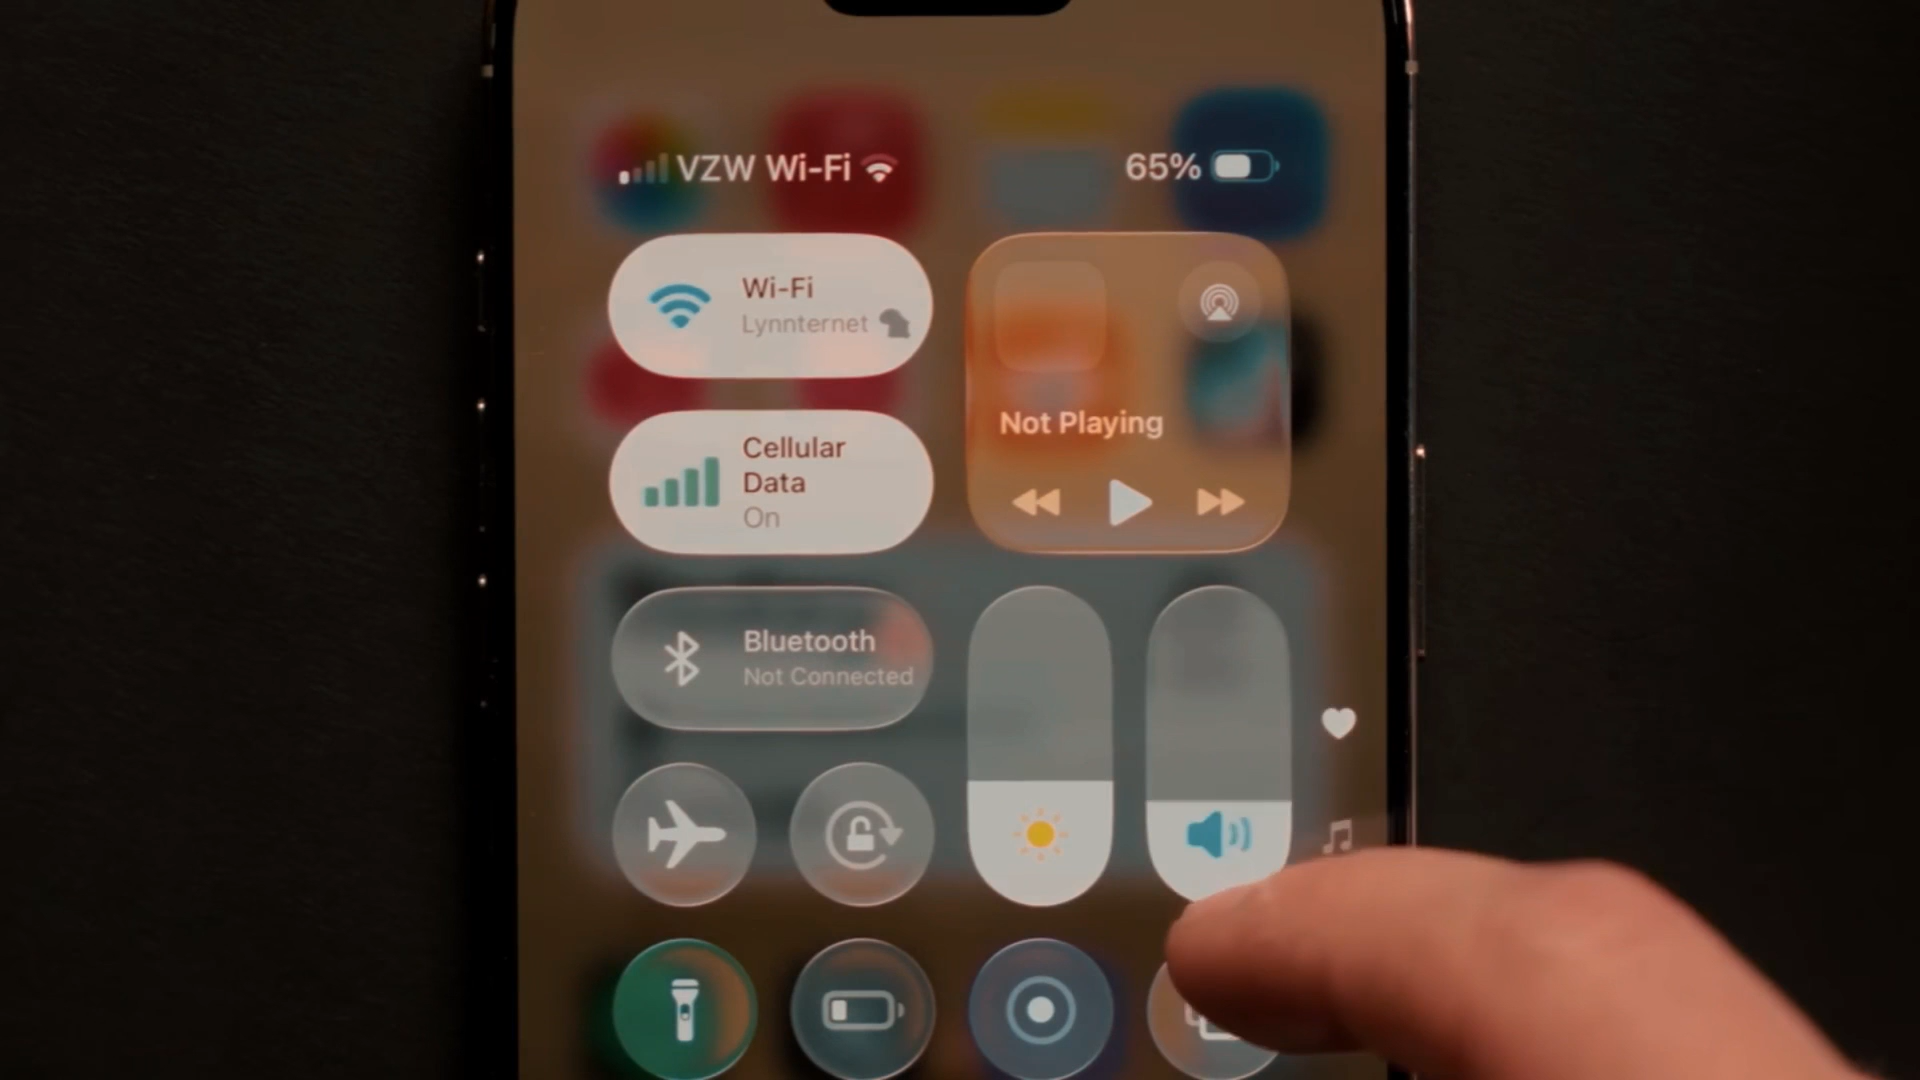 VZW Wi-Fi 65%
Wi-Fi
Lynnternet
Cellular
Data
On
Not Playing
Bluetooth
Not Connected